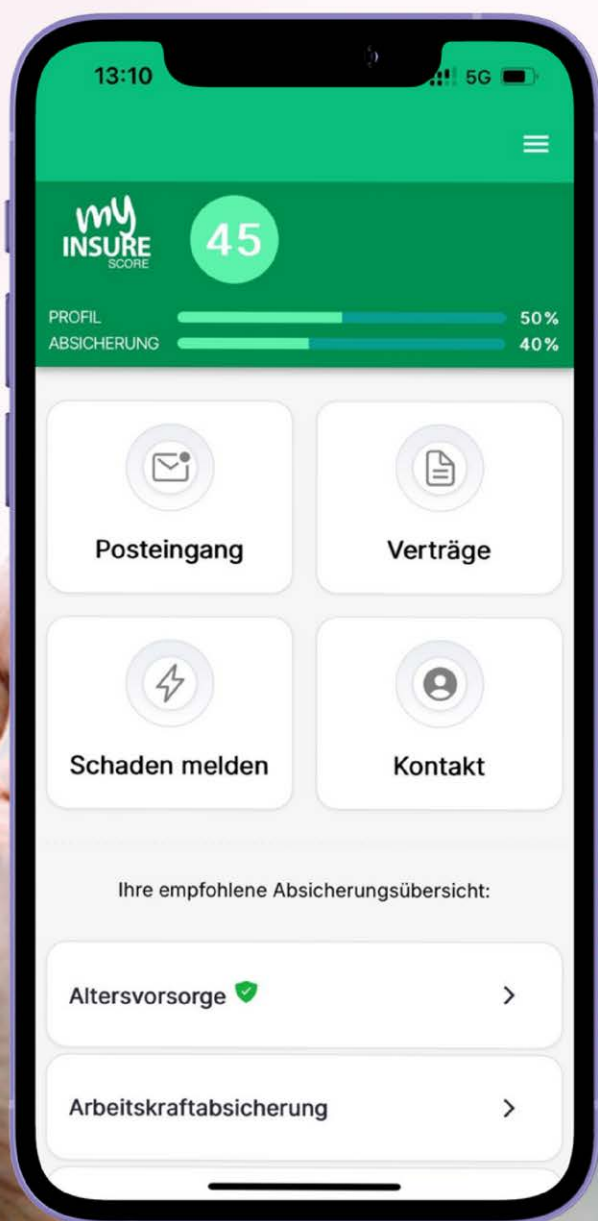 13:10
5G
my
INSURE
SCORE
45
PROFIL 50%
ABSICHERUNG 40%
Posteingang
Verträge
Schaden melden
Kontakt
Ihre empfohlene Absicherungsübersicht:
Altersvorsorge
Arbeitskraftabsicherung